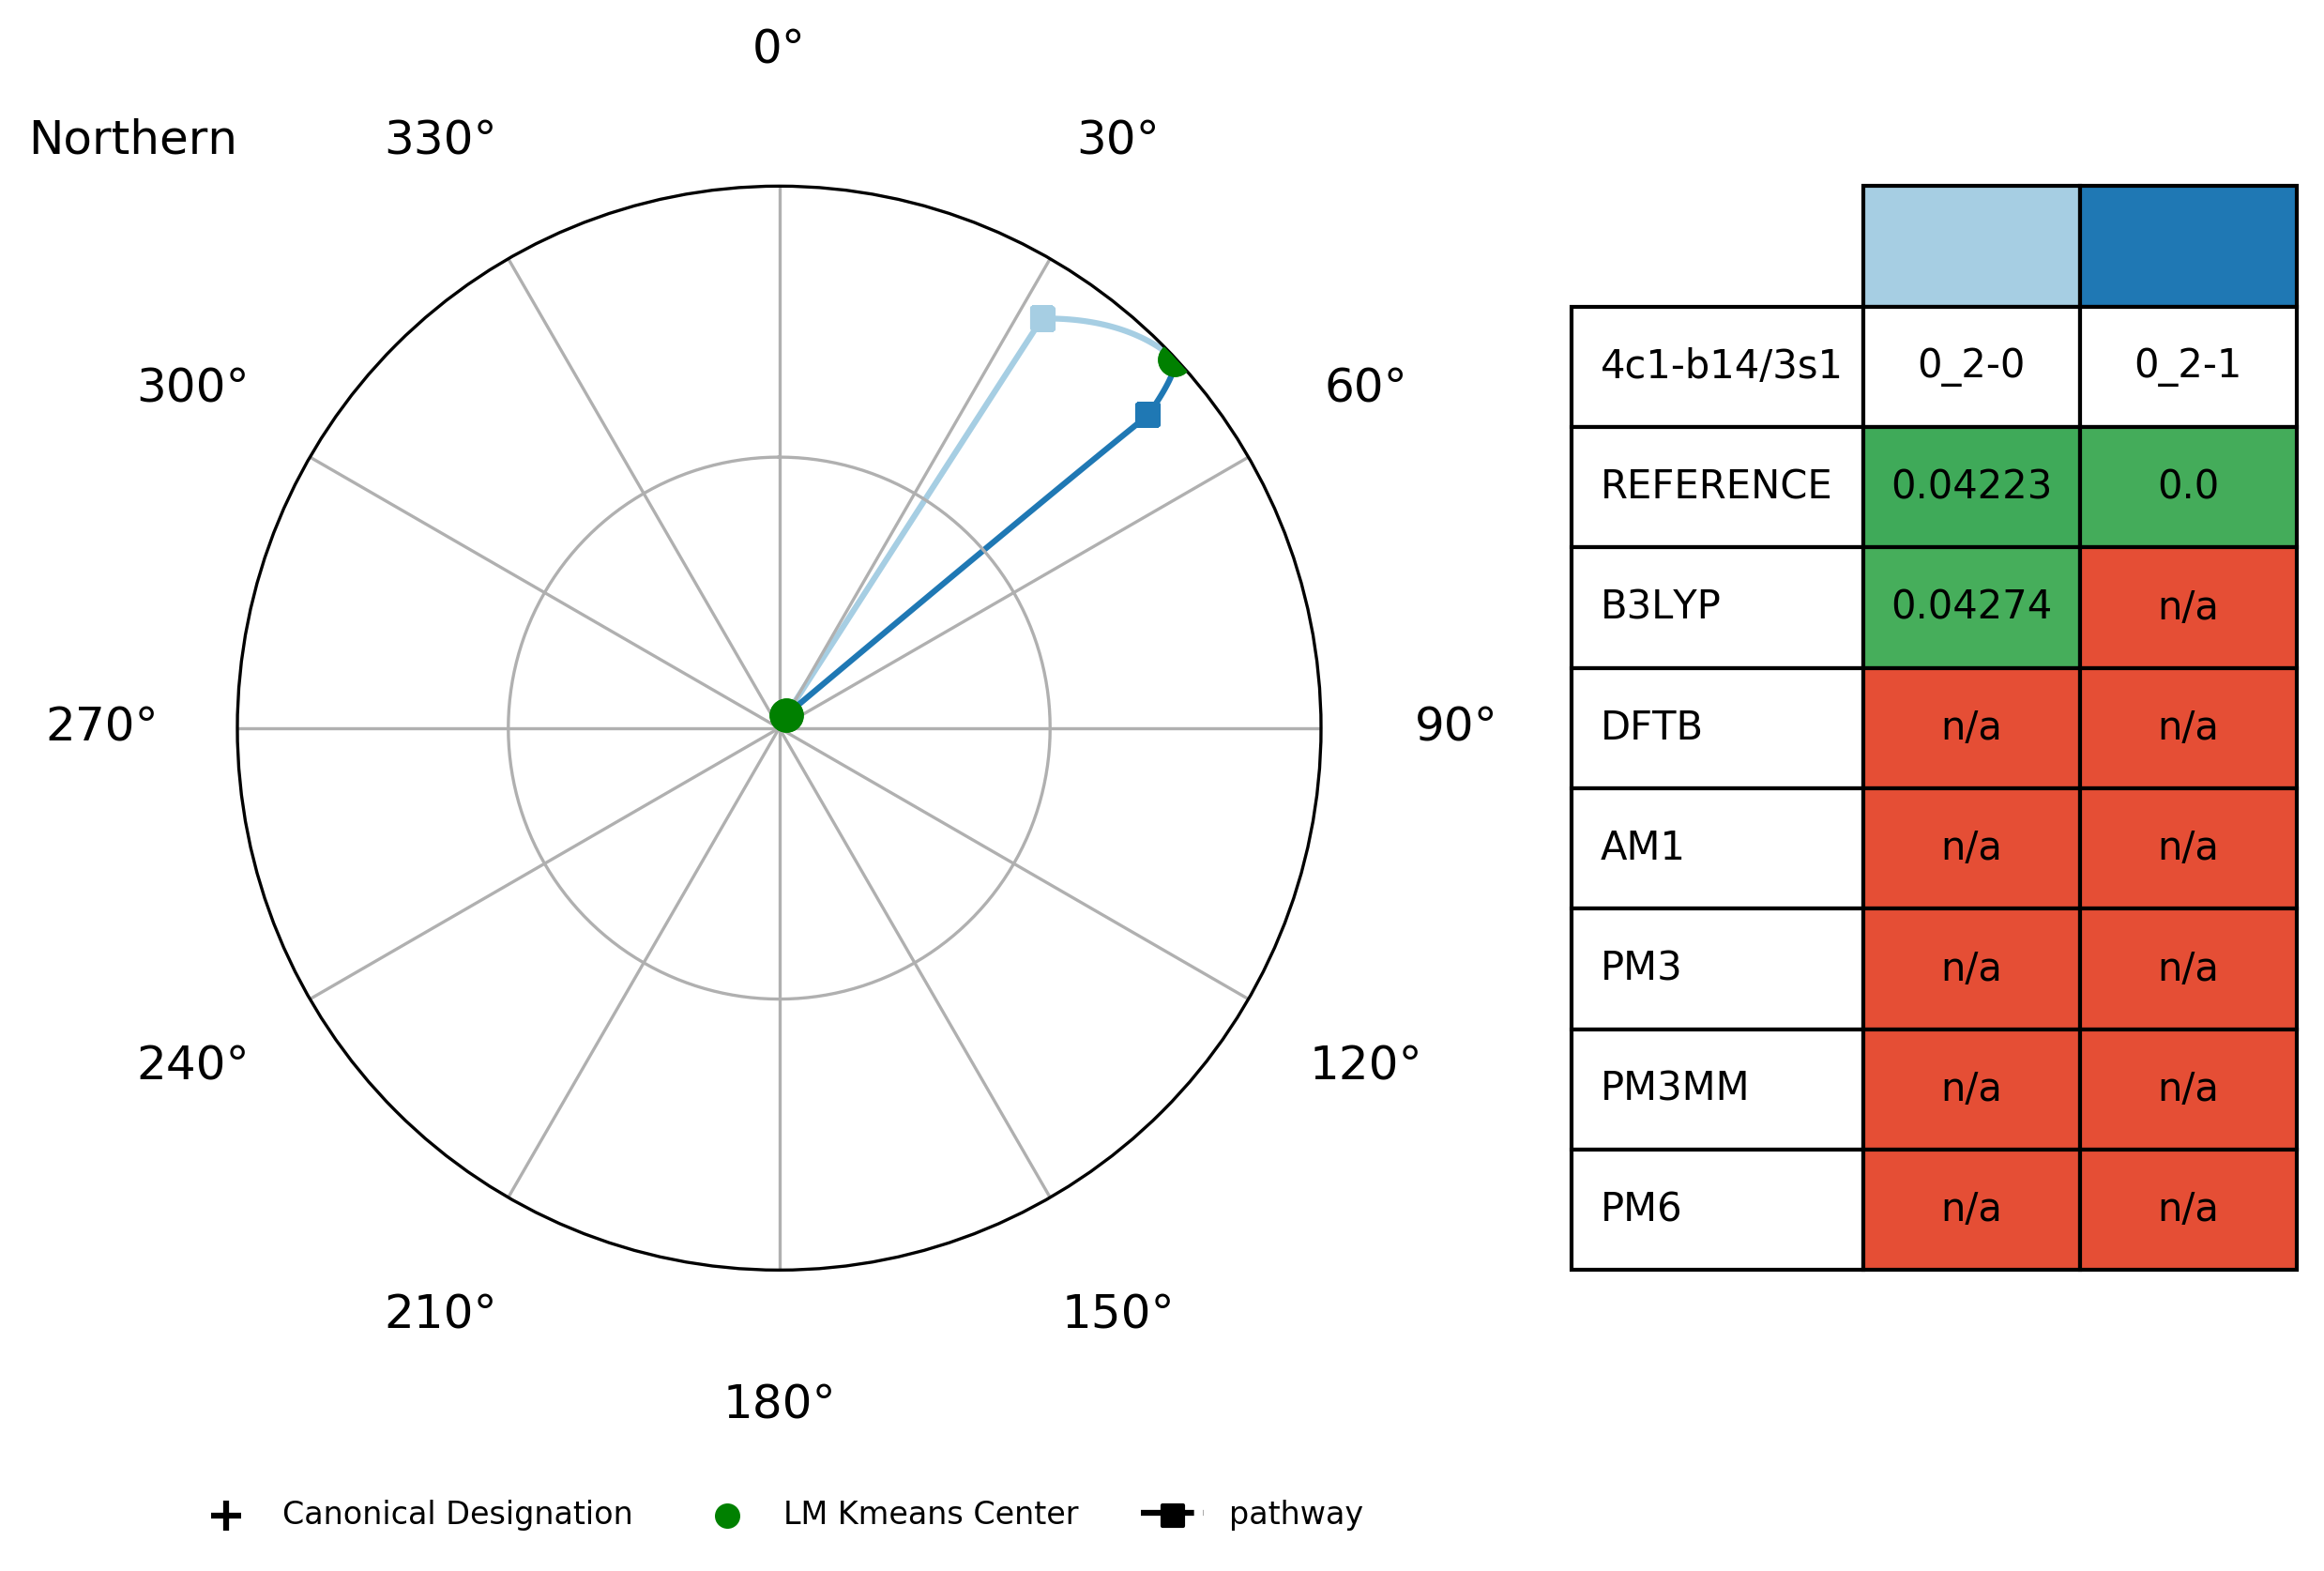 0°
Northern
330°
30°
300°
60°
270°
90°
240°
120°
210°
150°
180°
Canonical Designation
LM Kmeans Center
pathway
4c1-b14/3s1 0_2-0 0_2-1
REFERENCE 0.04223 0.0
B3LYP 0.04274 n/a
DFTB n/a n/a
AM1 n/a n/a
PM3 n/a n/a
PM3MM n/a n/a
PM6 n/a n/a